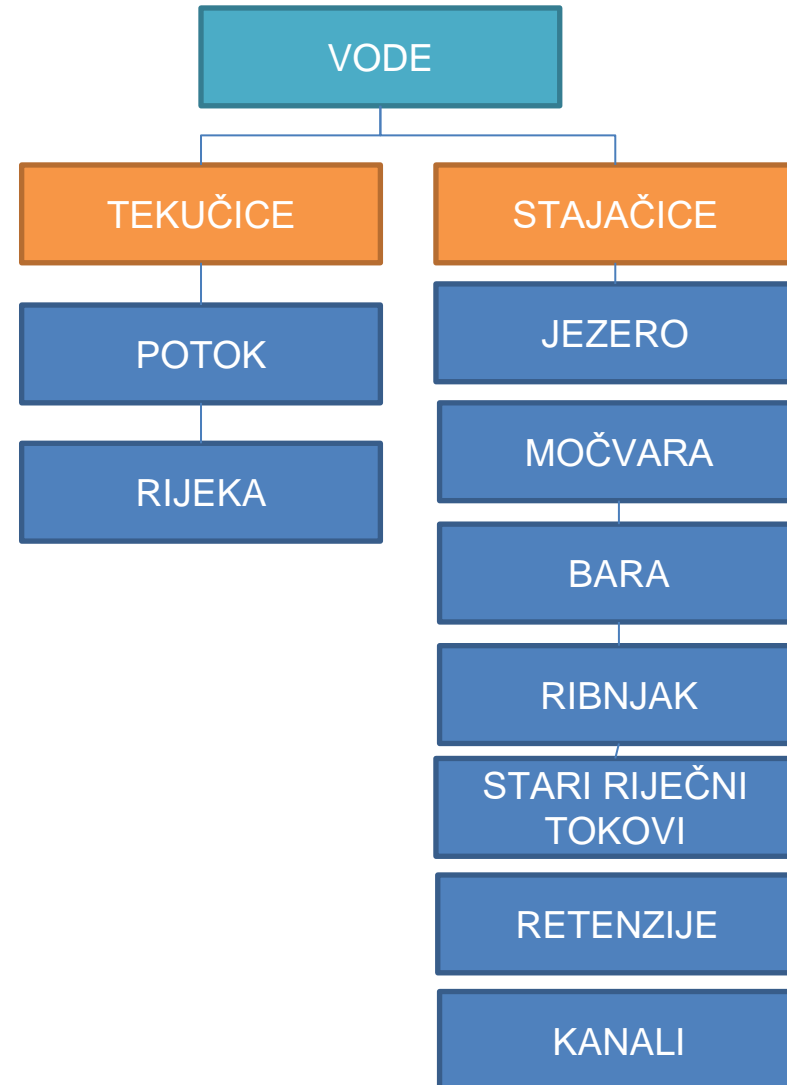 VODE
TEKUČICE
POTOK
RIJEKA
STAJAČICE
JEZERO
MOČVARA
BARA
RIBNJAK
STARI RIJEČNI
TOKOVI
RETENZIJE
KANALI